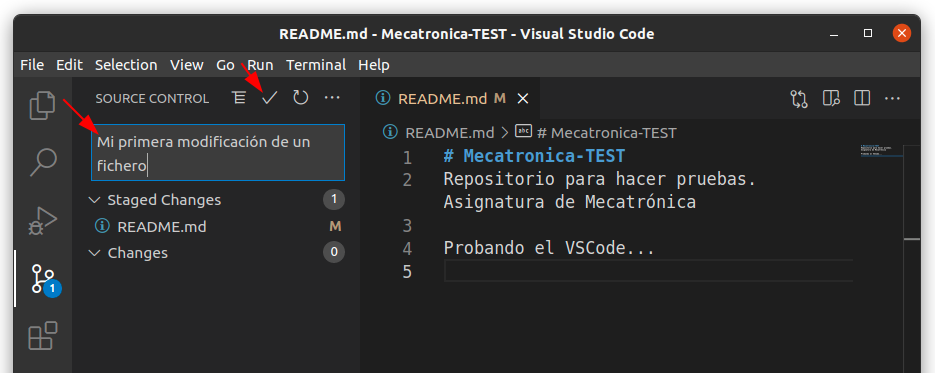 README.md - Mecatronica-TEST - Visual Studio Code
File Edit Selection View Go Run Terminal Help
SOURCE CONTROL
README.md M
Mi primera modificación de un
fichero
Staged Changes 1
README.md M
Changes 0
1
README.md > abc # Mecatronica-TEST
1 # Mecatronica-TEST
2 Repositorio para hacer pruebas.
Asignatura de Mecatrónica
3
4 Probando el VSCode...
5